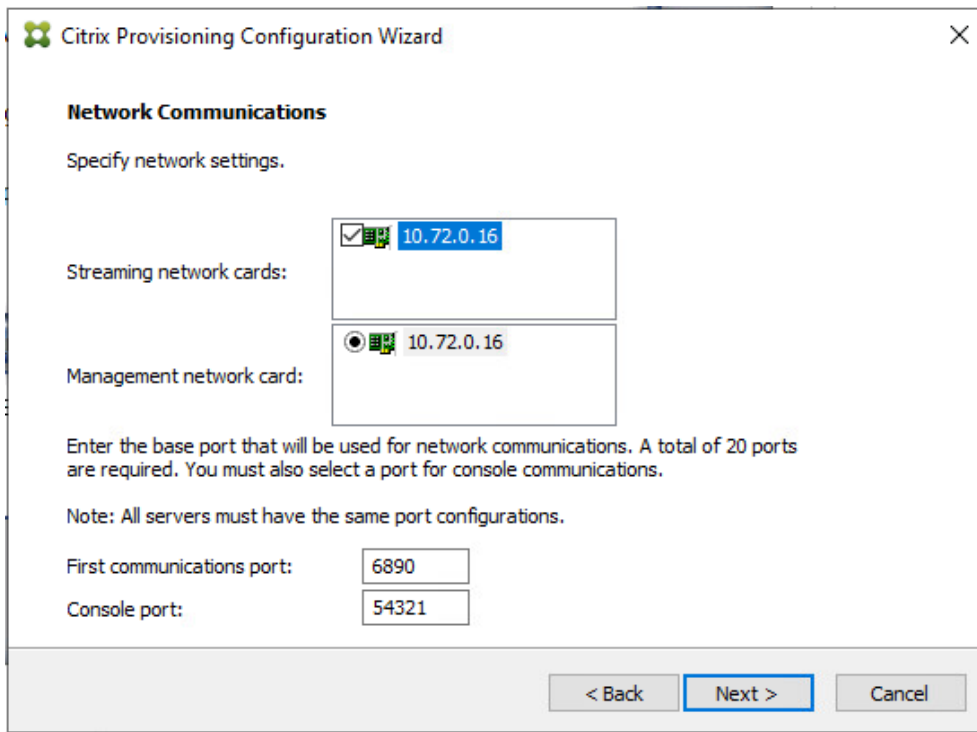 Citrix Provisioning Configuration Wizard
Network Communications
Specify network settings.
10.72.0.16
Streaming network cards:
10.72.0.16
Management network card:
Enter the base port that will be used for network communications. A total of 20 ports
are required. You must also select a port for console communications.
Note: All servers must have the same port configurations.
First communications port: 6890
Console port: 54321
< Back Next > Cancel